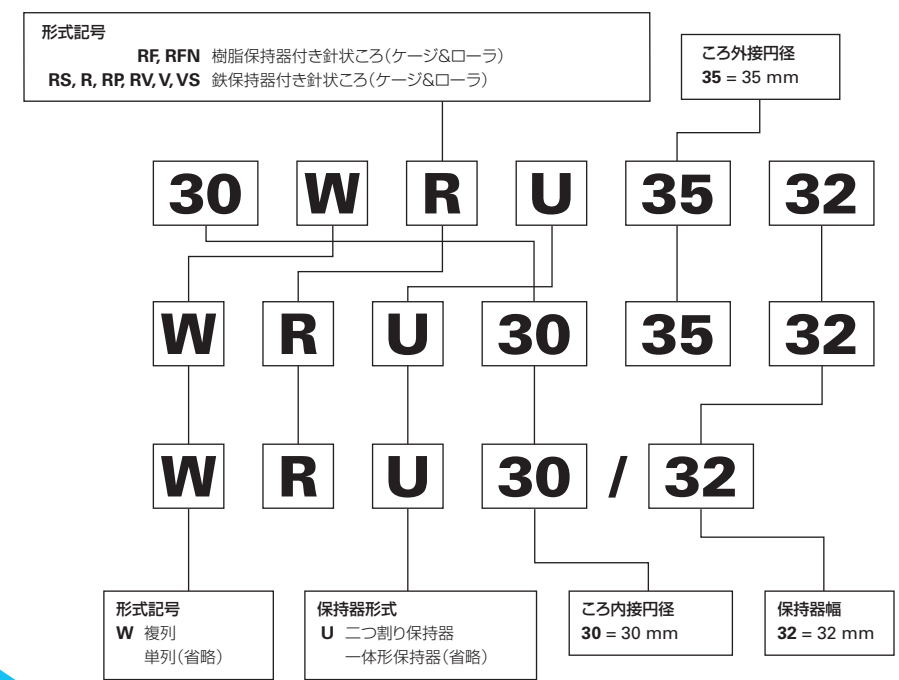 形式記号
RF, RFN 樹脂保持器付き針状ころ(ケージ&ローラ)
RS, R, RP, RV, V, VS 鉄保持器付き針状ころ(ケージ&ローラ)
ころ外接円径
35 = 35 mm
30 W R U 35 32
W R U 30 35 32
W R U 30 / 32
形式記号
W 複列
単列(省略)
保持器形式
U 二つ割り保持器
一体形保持器(省略)
ころ内接円径
30 = 30 mm
保持器幅
32 = 32 mm